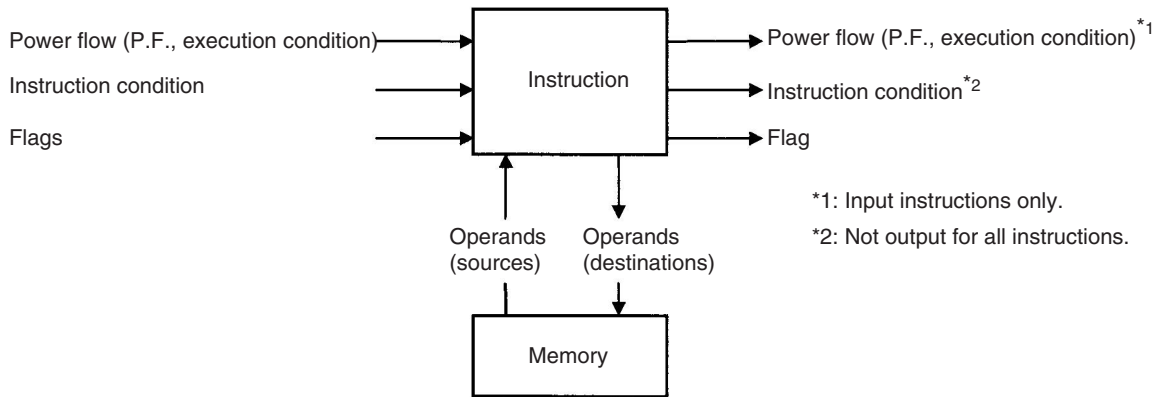 Power flow (P.F., execution condition)
Instruction condition
Flags
Instruction
Power flow (P.F., execution condition)*1
Instruction condition*2
Flag
*1: Input instructions only.
*2: Not output for all instructions.
Operands
(sources)
Operands
(destinations)
Memory